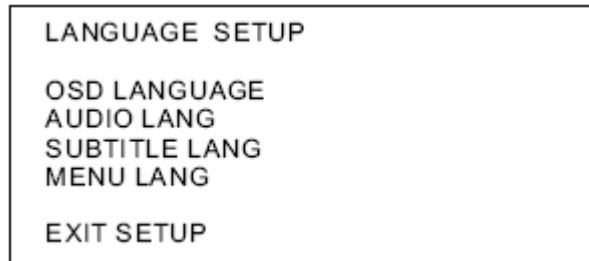 LANGUAGE SETUP
OSD LANGUAGE
AUDIO LANG
SUBTITLE LANG
MENU LANG
EXIT SETUP